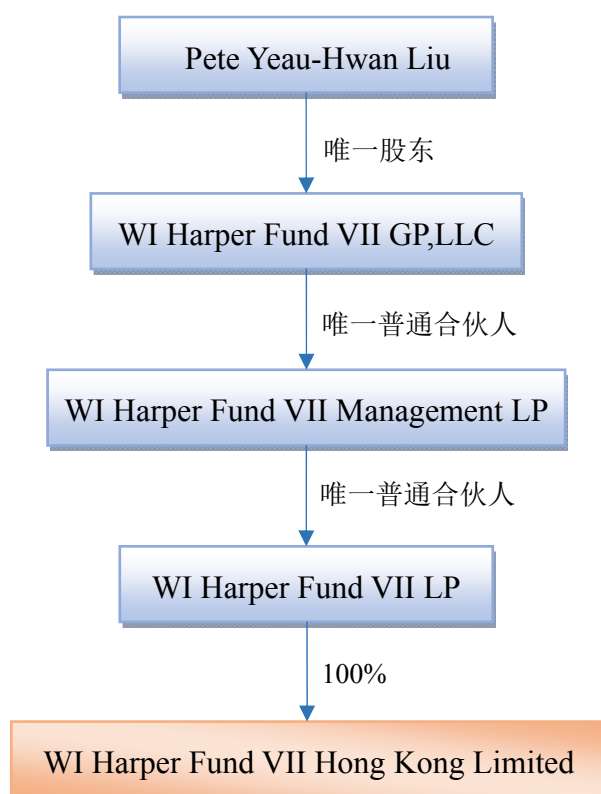 Pete Yeau-Hwan Liu
唯一股东
WI Harper Fund VII GP,LLC
唯一普通合伙人
WI Harper Fund VII Management LP
唯一普通合伙人
WI Harper Fund VII LP
100%
WI Harper Fund VII Hong Kong Limited